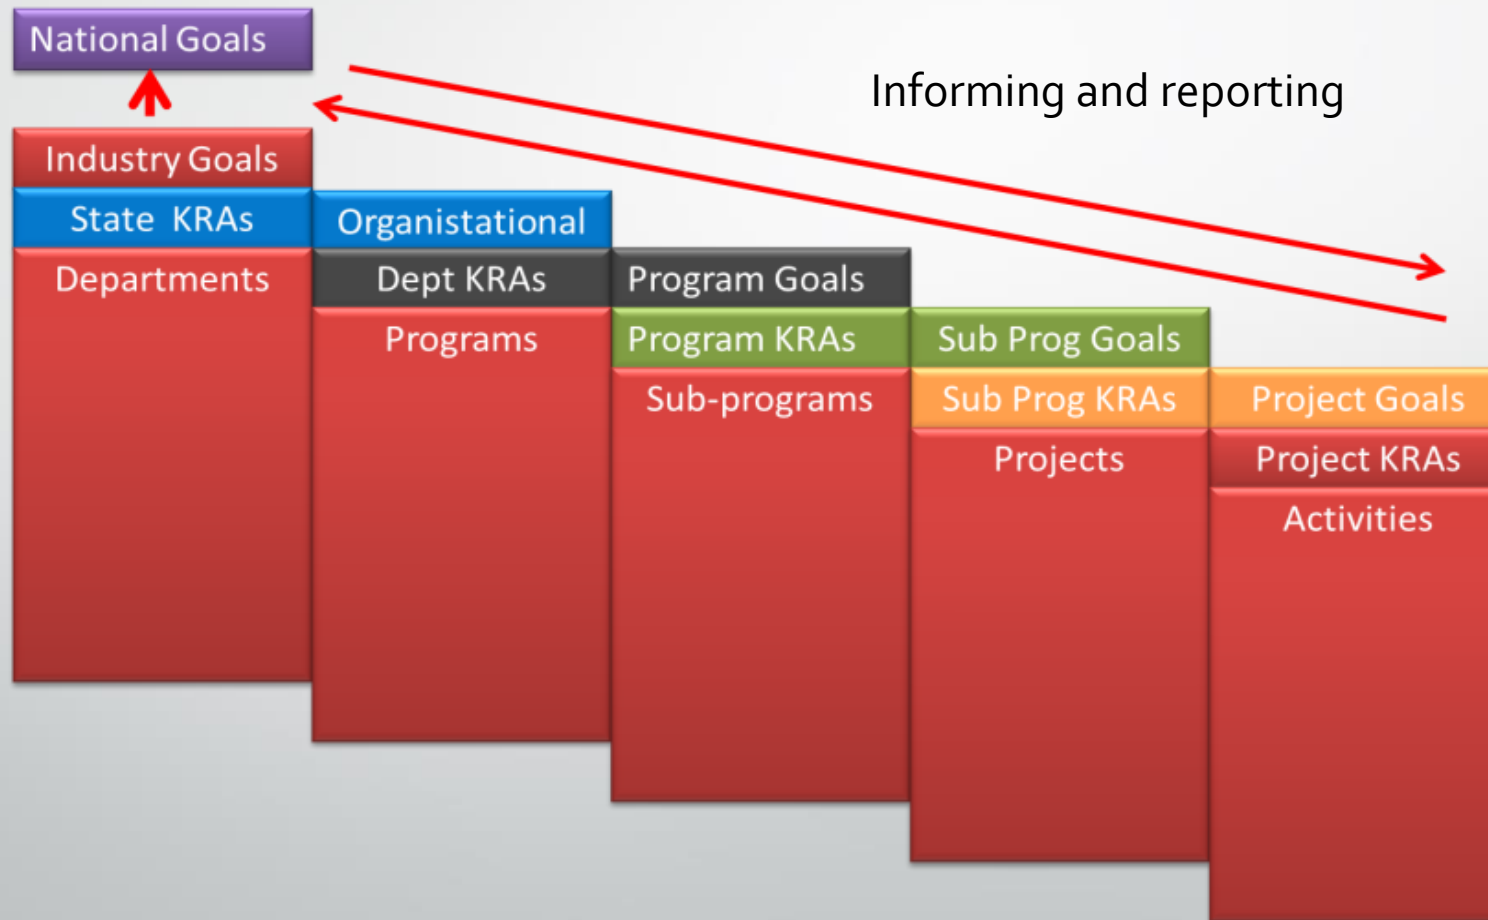 National Goals
Informing and reporting
Industry Goals
State KRAs
Departments
Organistational
Dept KRAs
Programs
Program Goals
Program KRAs
Sub-programs
Sub Prog Goals
Sub Prog KRAs
Projects
Project Goals
Project KRAs
Activities